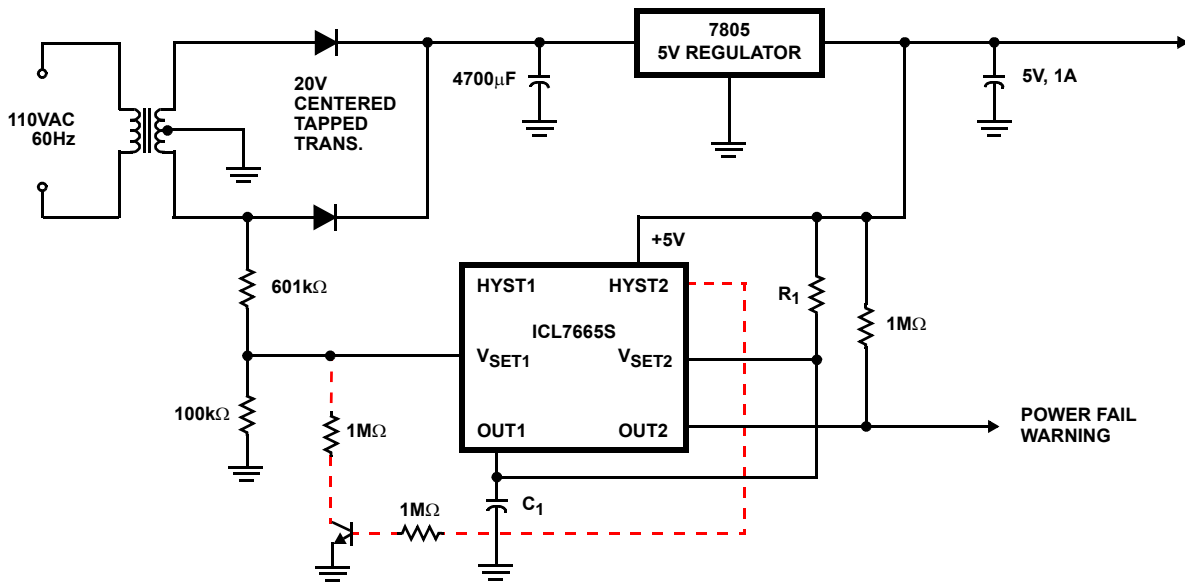 110VAC
60Hz
20V
CENTERED
TAPPED
TRANS.
4700μF
7805
5V REGULATOR
5V, 1A
601kΩ
100kΩ
1MΩ
1MΩ
+5V
HYST1
HYST2
ICL7665S
VSET1
VSET2
OUT1
OUT2
C1
R1
1MΩ
POWER FAIL
WARNING